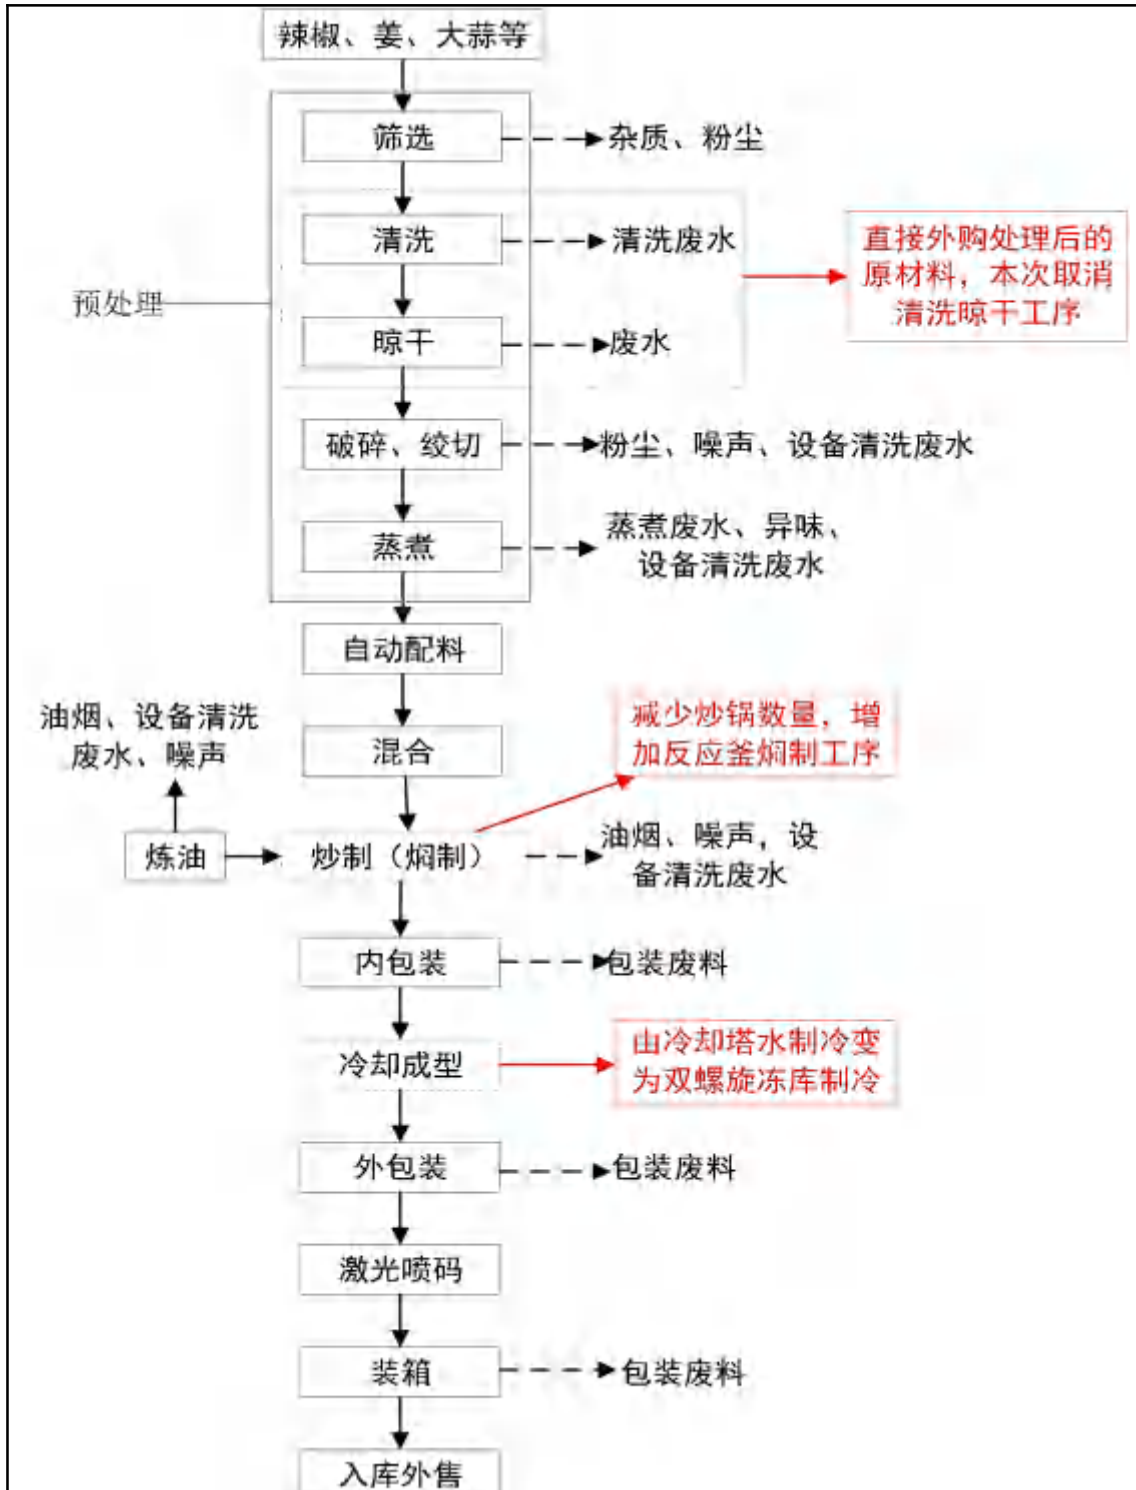 辣椒、姜、大蒜等
筛选
杂质、粉尘
清洗
清洗废水
直接外购处理后的
原材料，本次取消
清洗晾干工序
预处理
晾干
废水
破碎、绞切
粉尘、噪声、设备清洗废水
蒸煮
蒸煮废水、异味、
设备清洗废水
自动配料
油烟、设备清洗
废水、噪声
混合
减少炒锅数量，增
加反应釜焖制工序
炼油
炒制（焖制）
油烟、噪声，设
备清洗废水
内包装
包装废料
冷却成型
由冷却塔水制冷变
为双螺旋冻库制冷
外包装
包装废料
激光喷码
装箱
包装废料
入库外售